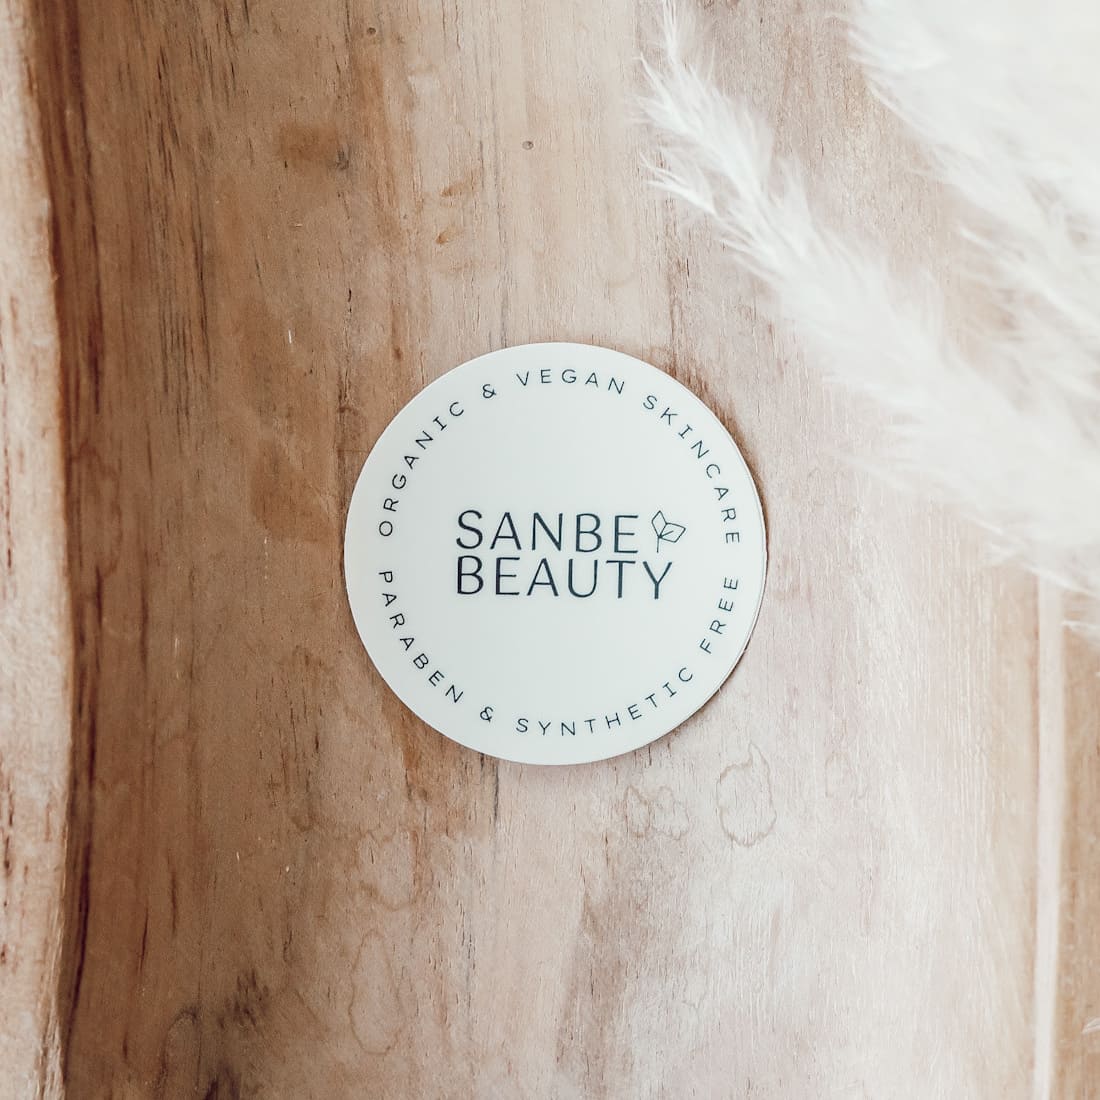 ORGANIC & VEGAN SKINCARE
SANBE
BEAUTY
PARABEN & SYNTHETIC FREE